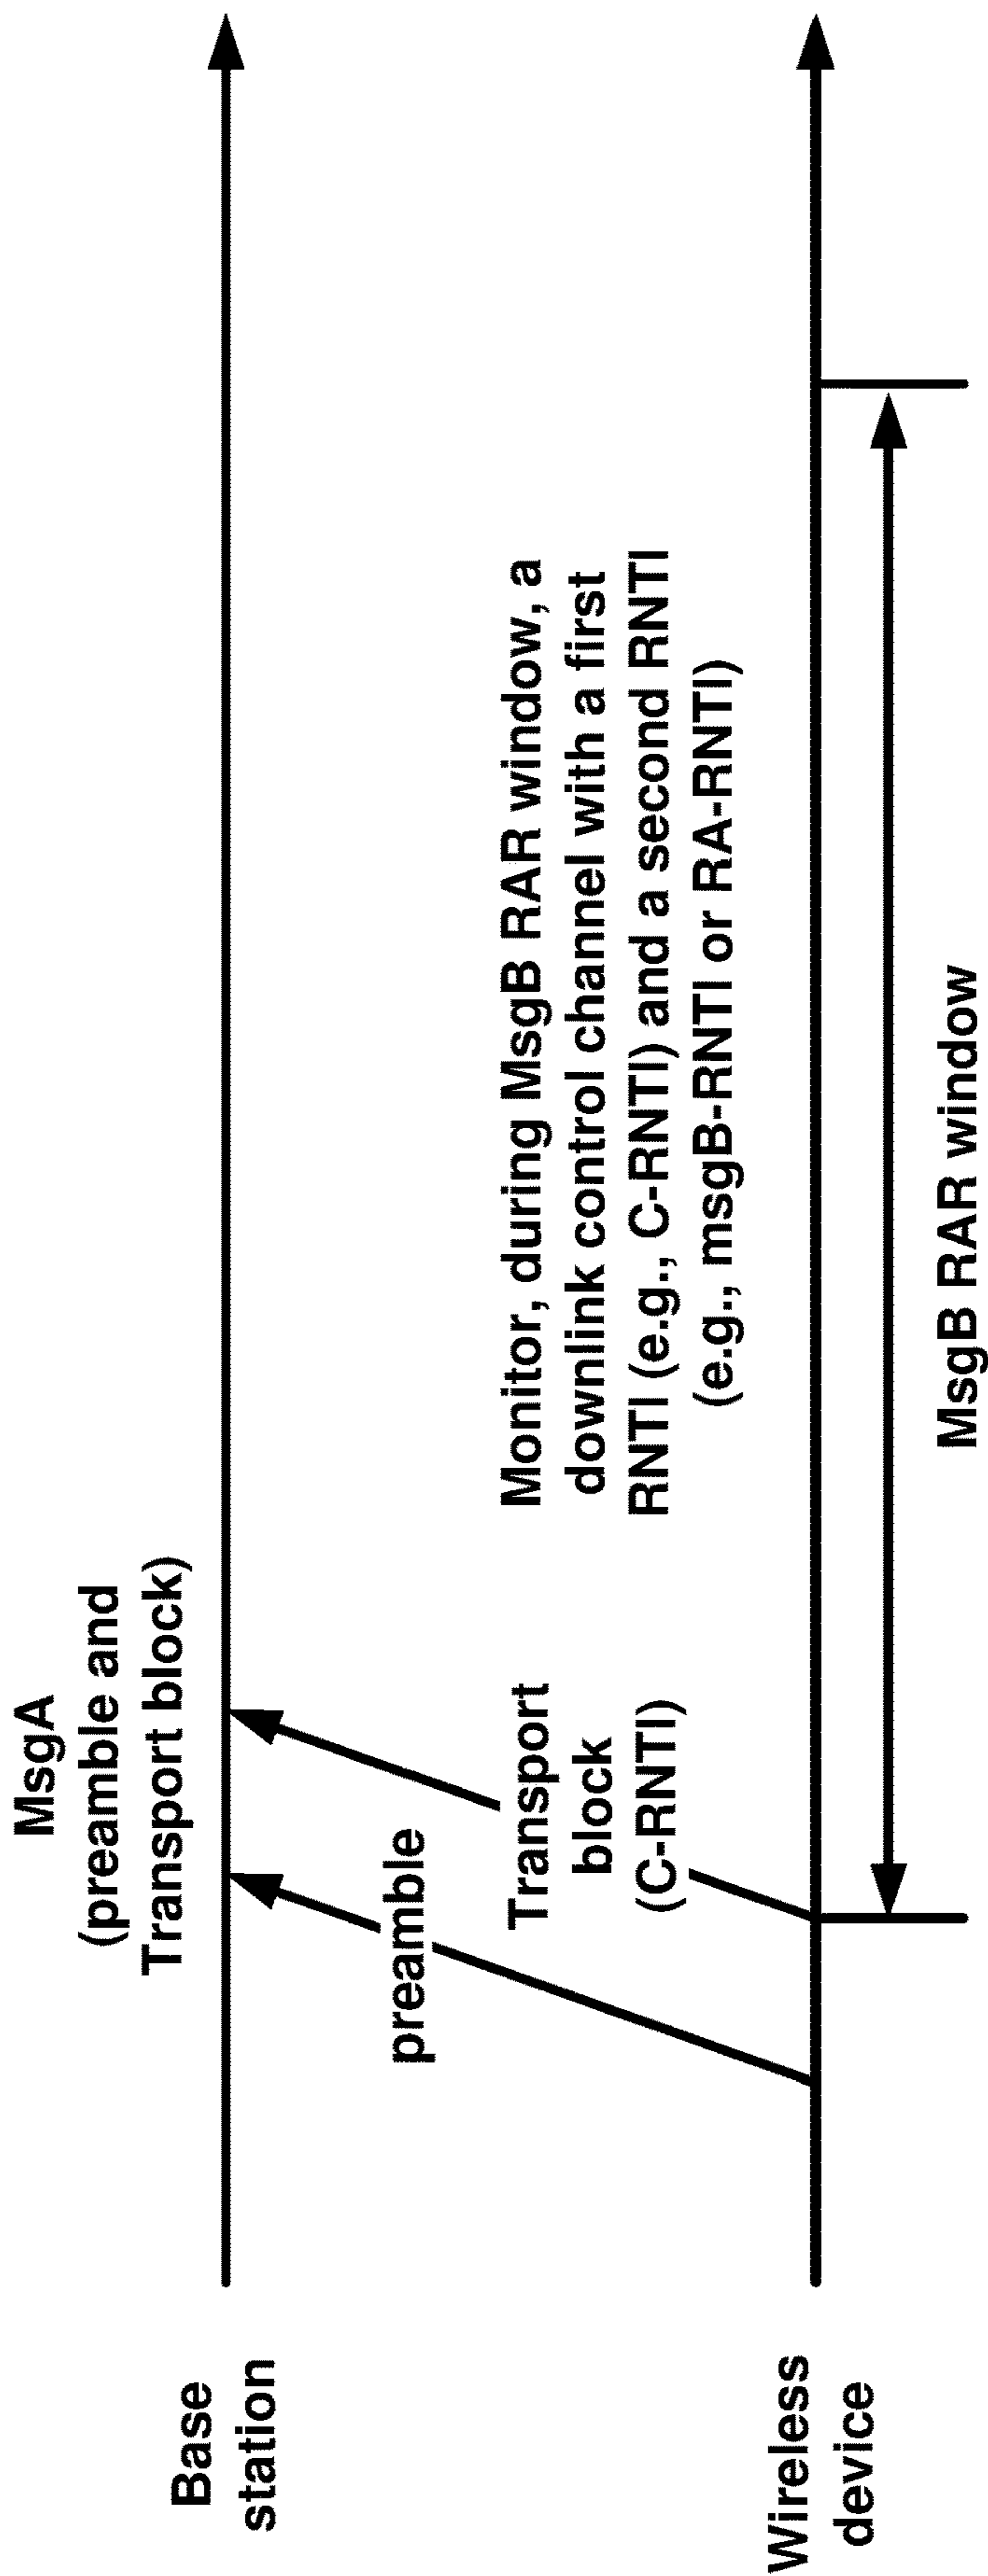 MsgA
(preamble and
Transport block)
Base
station
preamble
Transport
block
(C-RNTI)
Monitor, during MsgB RAR window, a
downlink control channel with a first
RNTI (e.g., C-RNTI) and a second RNTI
(e.g., msgB-RNTI or RA-RNTI)
Wireless
device
MsgB RAR window